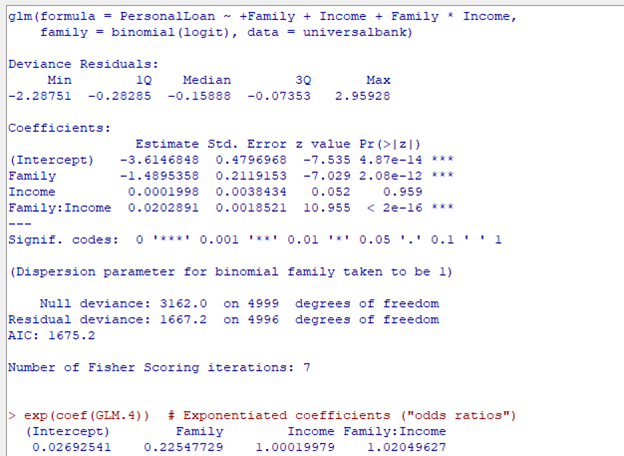 glm(formula = PersonalLoan ~ +Family + Income + Family * Income,
    family = binomial(logit), data = universalbank)
Deviance Residuals:
     Min       1Q   Median       3Q      Max
-2.28751 -0.28285 -0.15888 -0.07353  2.95928
Coefficients:
                Estimate Std. Error z value Pr(>|z|)
(Intercept)   -3.6146848  0.4796968  -7.535 4.87e-14 ***
Family        -1.4895358  0.2119153  -7.029 2.08e-12 ***
Income         0.0001998  0.0038434   0.052    0.959
Family:Income  0.0202891  0.0018521  10.955  < 2e-16 ***
---
Signif. codes:  0 '***' 0.001 '**' 0.01 '*' 0.05 '.' 0.1 ' ' 1
(Dispersion parameter for binomial family taken to be 1)
    Null deviance: 3162.0  on 4999  degrees of freedom
Residual deviance: 1667.2  on 4996  degrees of freedom
AIC: 1675.2
Number of Fisher Scoring iterations: 7
> exp(coef(GLM.4))  # Exponentiated coefficients ("odds ratios")
  (Intercept)        Family        Income Family:Income
   0.02692541    0.22547729    1.00019979    1.02049627